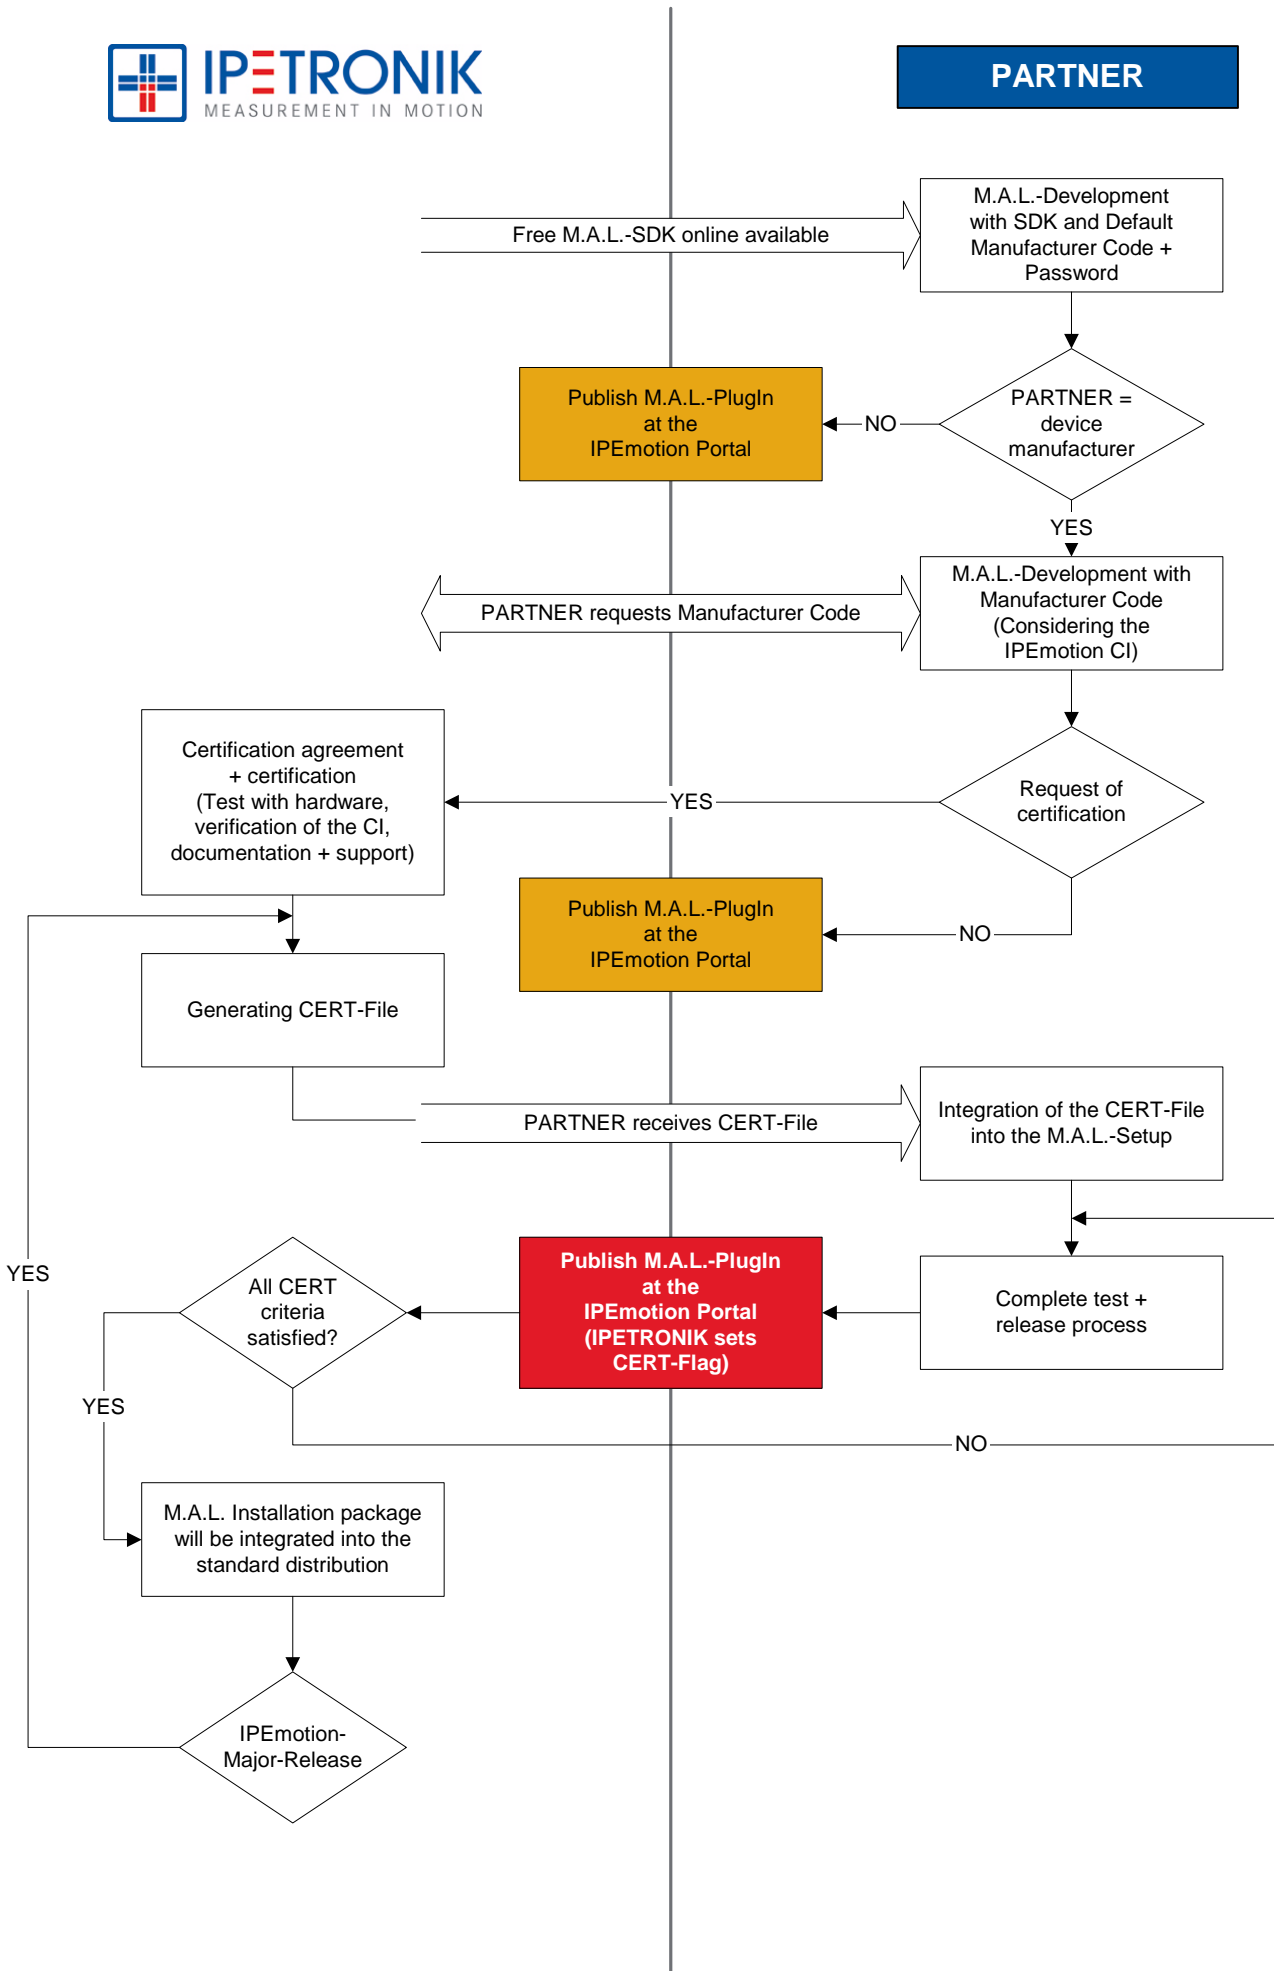 IPETRONIK
MEASUREMENT IN MOTION
PARTNER
M.A.L.-Development
with SDK and Default
Manufacturer Code +
Password
Free M.A.L.-SDK online available
Publish M.A.L.-PlugIn
at the
IPEmotion Portal
NO
PARTNER =
device
manufacturer
YES
PARTNER requests Manufacturer Code
M.A.L.-Development with
Manufacturer Code
(Considering the
IPEmotion CI)
Certification agreement
+ certification
(Test with hardware,
verification of the CI,
documentation + support)
YES
Request of
certification
Publish M.A.L.-PlugIn
at the
IPEmotion Portal
NO
Generating CERT-File
PARTNER receives CERT-File
Integration of the CERT-File
into the M.A.L.-Setup
YES
All CERT
criteria
satisfied?
Publish M.A.L.-PlugIn
at the
IPEmotion Portal
(IPETRONIK sets
CERT-Flag)
Complete test +
release process
YES
NO
M.A.L. Installation package
will be integrated into the
standard distribution
IPEmotion-
Major-Release